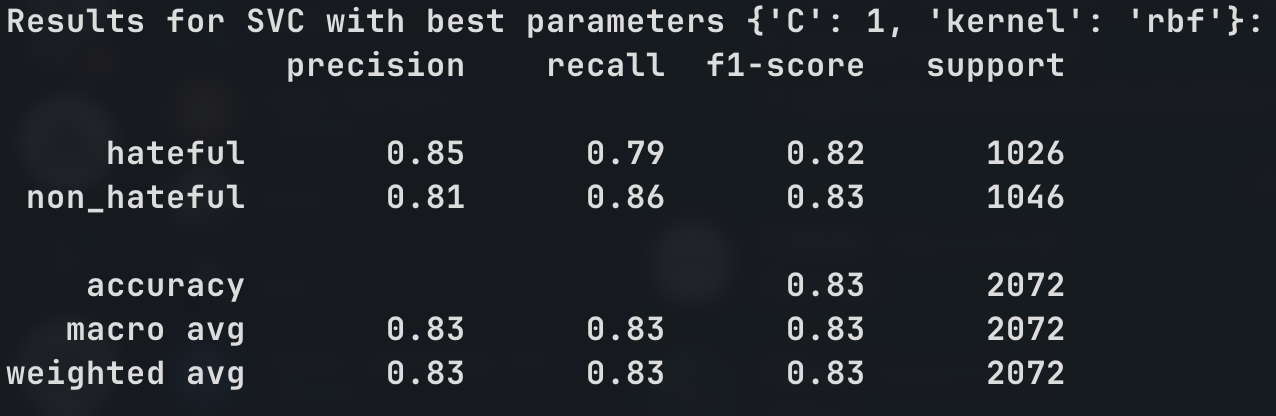 Results for SVC with best parameters {'C': 1, 'kernel': 'rbf'}:
precision recall f1-score support
hateful 0.85 0.79 0.82 1026
non_hateful 0.81 0.86 0.83 1046
accuracy 0.83 2072
macro avg 0.83 0.83 0.83 2072
weighted avg 0.83 0.83 0.83 2072